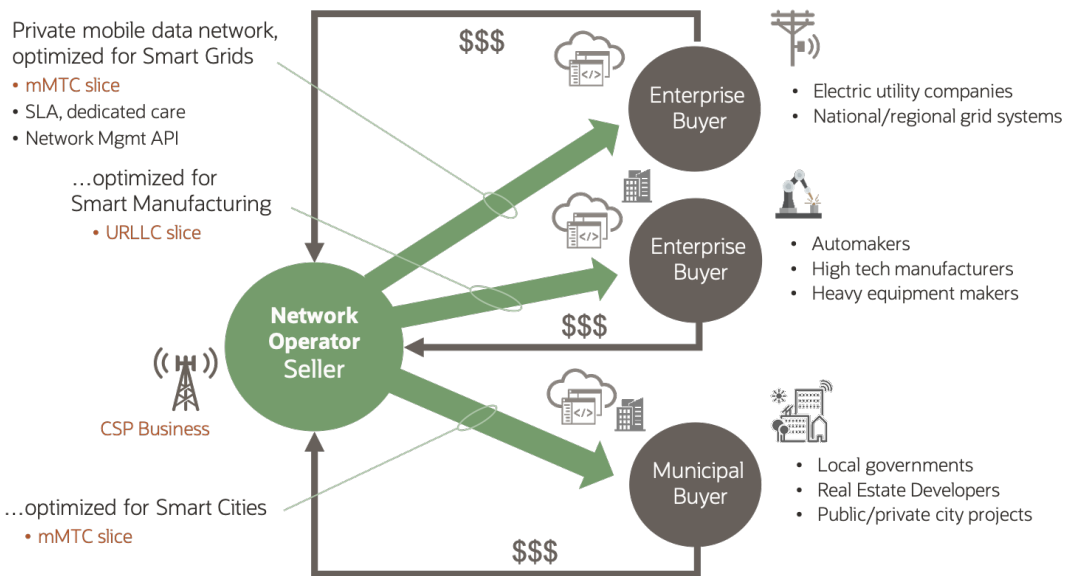 Private mobile data network,
optimized for Smart Grids
• mMTC slice
• SLA, dedicated care
• Network Mgmt API
$$$
</>
Enterprise
Buyer
• Electric utility companies
• National/regional grid systems
...optimized for
Smart Manufacturing
• URLLC slice
</>
Enterprise
Buyer
• Automakers
• High tech manufacturers
• Heavy equipment makers
$$$
Network
Operator
Seller
CSP Business
</>
Municipal
Buyer
• Local governments
• Real Estate Developers
• Public/private city projects
...optimized for Smart Cities
• mMTC slice
$$$